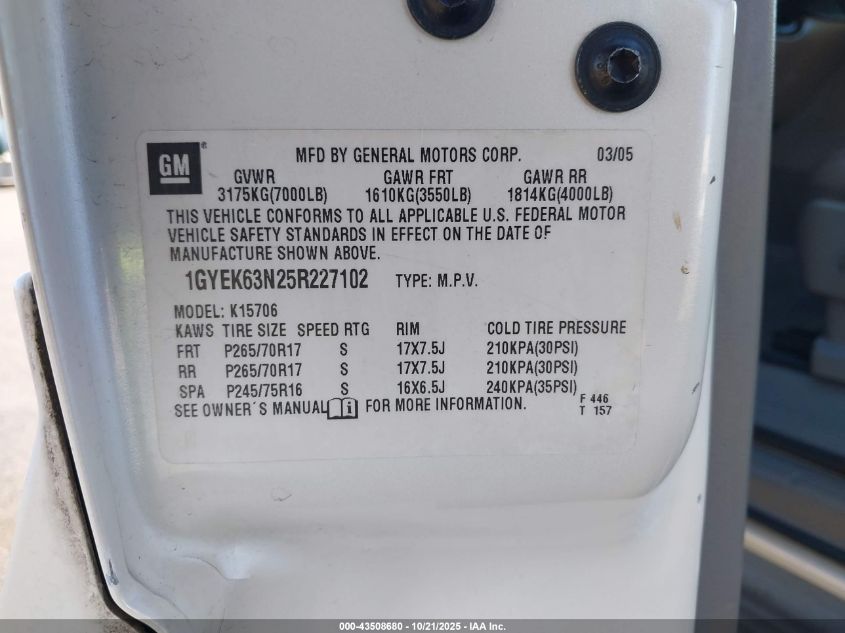 GM
MFD BY GENERAL MOTORS CORP. 03/05
GVWR GAWR FRT GAWR RR
3175KG(7000LB) 1610KG(3550LB) 1814KG(4000LB)
THIS VEHICLE CONFORMS TO ALL APPLICABLE U.S. FEDERAL MOTOR
VEHICLE SAFETY STANDARDS IN EFFECT ON THE DATE OF
MANUFACTURE SHOWN ABOVE.
1GYEK63N25R227102 TYPE: M.P.V.
MODEL: K15706
KAWS TIRE SIZE SPEED RTG RIM COLD TIRE PRESSURE
FRT P265/70R17 S 17X7.5J 210KPA(30PSI)
RR P265/70R17 S 17X7.5J 210KPA(30PSI)
SPA P245/75R16 S 16X6.5J 240KPA(35PSI)
SEE OWNER´S MANUAL i FOR MORE INFORMATION. F 446
T 157
000-43508680 - 10/21/2025 - IAA Inc.